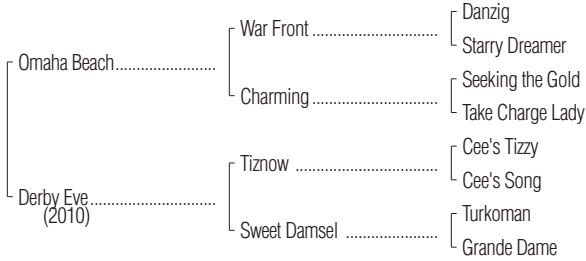 Danzig
War Front
Starry Dreamer
Omaha Beach
Seeking the Gold
Charming
Take Charge Lady
Cee's Tizzy
Tiznow
Cee's Song
Derby Eve
(2010)
Turkoman
Sweet Damsel
Grande Dame